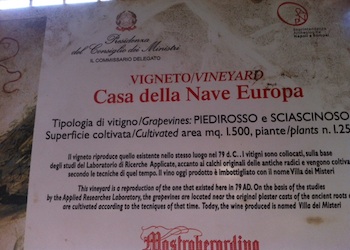 Presidenza
del Consiglio dei Ministri
IL COMMISSARIO DELEGATO
VIGNETO/VINEYARD
Casa della Nave Europa
Tipologia di vitigno/Grapevines: PIEDIROSSO e SCIASCINOSO
Superficie coltivata/Cultivated area mq. 1.500, piante/plants n. 1.25
Il vigneto riproduce quello esistente nello stesso luogo nel 79 d.C.. I vitigni sono collocati, sulla base
degli studi del Laboratorio di Ricerche Applicate, accanto ai calchi originali delle antiche radici e vengono coltivati
secondo le tecniche di quel tempo. Il vino oggi prodotto è imbottigliato con il nome Villa dei Misteri
This vineyard is a reproduction of the one that existed here in 79 AD. On the basis of the studies
by the Applied Researches Laboratory, the grapevines are located near the original plaster casts of the ancient roots a
are cultivated according to the tecniques of that time. Today, the wine produced is named Villa dei Misteri
Mastroberardino